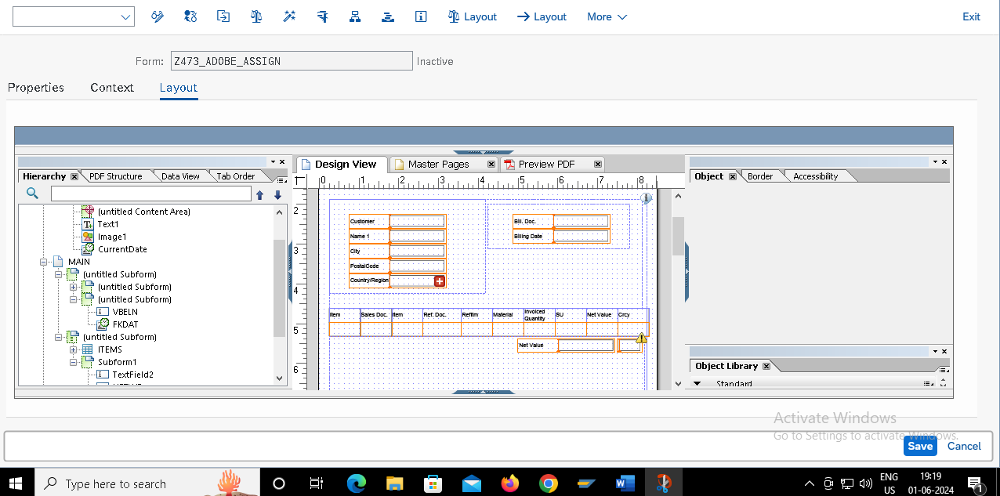 Layout Layout More Exit
Form: Z473_ADOBE_ASSIGN Inactive
Properties Context Layout
Hierarchy PDF Structure Data View Tab Order
Design View Master Pages Preview PDF
Object Border Accessibility
0 1 2 3 4 5 6 7 8
(untitled Content Area)
Text1
Image1
CurrentDate
MAIN
(untitled Subform)
(untitled Subform)
(untitled Subform)
VBELN
FKDAT
(untitled Subform)
ITEMS
Subform1
TextField2
2
3
4
5
6
Customer
Name 1
City
PostalCode
Country/Region
Bill. Doc.
Billing Date
Item Sales Doc. Item Ref. Doc. RefItm Material Invoiced Quantity SU Net Value Crcy
Net Value
Object Library
Standard
Activate Windows
Go to Settings to activate Windows.
Save Cancel
Type here to search
ENG
US
19:19
01-06-2024
1